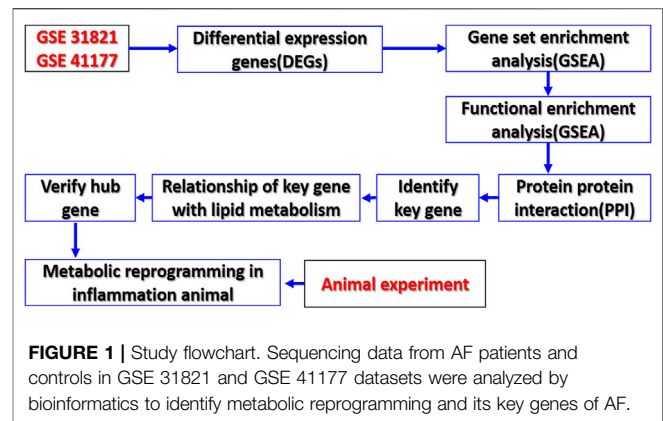 GSE 31821
GSE 41177
Differential expression
genes(DEGs)
Gene set enrichment
analysis(GSEA)
Functional enrichment
analysis(GSEA)
Verify hub
gene
Relationship of key gene
with lipid metabolism
Identify
key gene
Protein protein
interaction(PPI)
Metabolic reprogramming in
inflammation animal
Animal experiment
FIGURE 1 | Study flowchart. Sequencing data from AF patients and
controls in GSE 31821 and GSE 41177 datasets were analyzed by
bioinformatics to identify metabolic reprogramming and its key genes of AF.